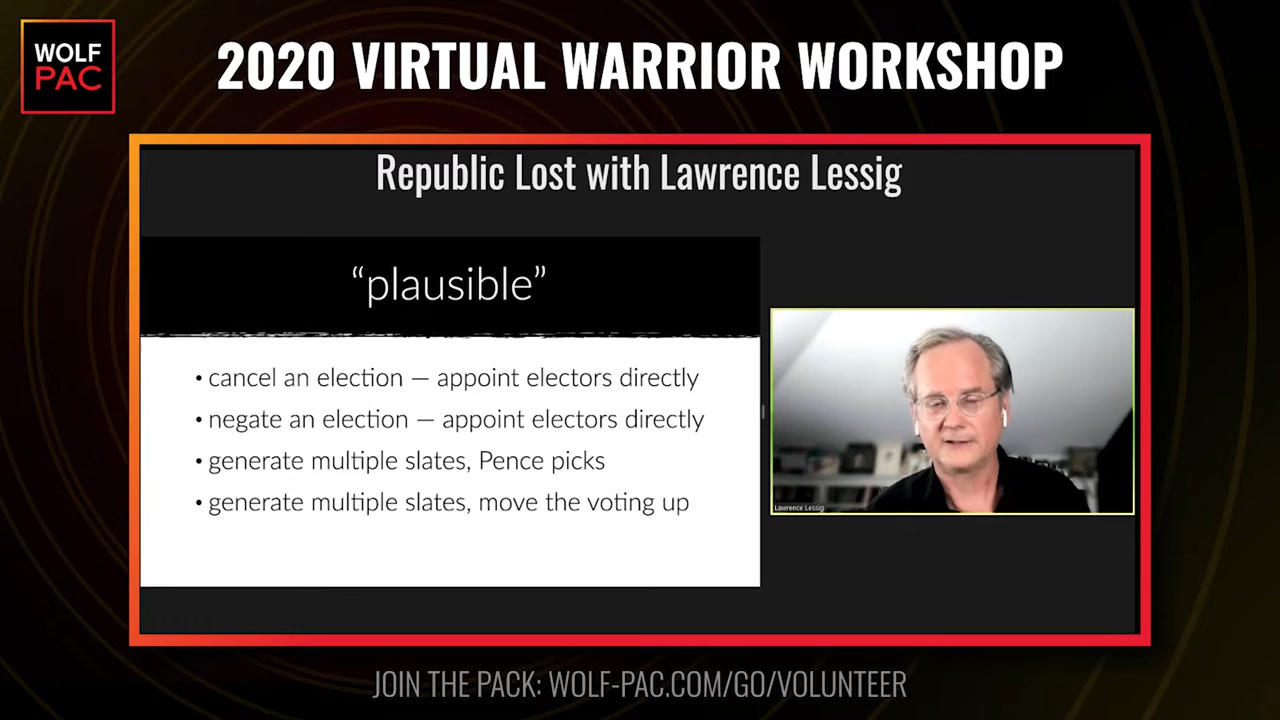 WOLF
PAC
2020 VIRTUAL WARRIOR WORKSHOP
Republic Lost with Lawrence Lessig
“plausible”
• cancel an election — appoint electors directly
• negate an election — appoint electors directly
• generate multiple slates, Pence picks
• generate multiple slates, move the voting up
Lawrence Lessig
JOIN THE PACK: WOLF-PAC.COM/GO/VOLUNTEER